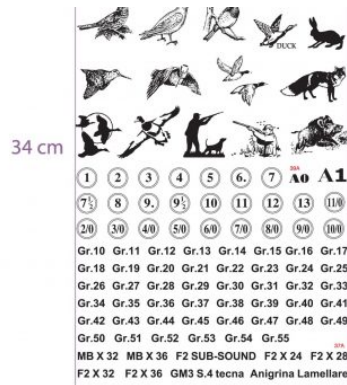 DUCK
34 cm
1 2 3 4 5 6. 7 39A A0 A1
7½ 8 9. 9½ 10 11 12 13 11/0
2/0 3/0 4/0 5/0 6/0 7/0 8/0 9/0 10/0
Gr.10 Gr.11 Gr.12 Gr.13 Gr.14 Gr.15 Gr.16 Gr.17
Gr.18 Gr.19 Gr.20 Gr.21 Gr.22 Gr.23 Gr.24 Gr.25
Gr.26 Gr.27 Gr.28 Gr.29 Gr.30 Gr.31 Gr.32 Gr.33
Gr.34 Gr.35 Gr.36 Gr.37 Gr.38 Gr.39 Gr.40 Gr.41
Gr.42 Gr.43 Gr.44 Gr.45 Gr.46 Gr.47 Gr.48 Gr.49
Gr.50 Gr.51 Gr.52 Gr.53 Gr.54 Gr.55
37A
MB X 32 MB X 36 F2 SUB-SOUND F2 X 24 F2 X 28
F2 X 32 F2 X 36 GM3 S.4 tecna Anigrina Lamellare